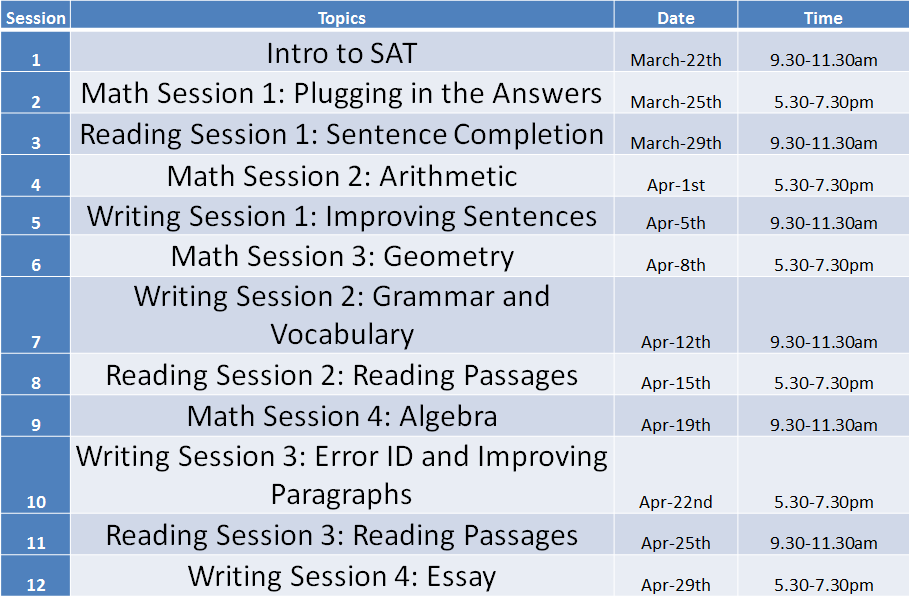 Session Topics Date Time
1 Intro to SAT March-22th 9.30-11.30am
2 Math Session 1: Plugging in the Answers March-25th 5.30-7.30pm
3 Reading Session 1: Sentence Completion March-29th 9.30-11.30am
4 Math Session 2: Arithmetic Apr-1st 5.30-7.30pm
5 Writing Session 1: Improving Sentences Apr-5th 9.30-11.30am
6 Math Session 3: Geometry Apr-8th 5.30-7.30pm
Writing Session 2: Grammar and
7 Vocabulary Apr-12th 9.30-11.30am
8 Reading Session 2: Reading Passages Apr-15th 5.30-7.30pm
9 Math Session 4: Algebra Apr-19th 9.30-11.30am
Writing Session 3: Error ID and Improving
10 Paragraphs Apr-22nd 5.30-7.30pm
11 Reading Session 3: Reading Passages Apr-25th 9.30-11.30am
12 Writing Session 4: Essay Apr-29th 5.30-7.30pm